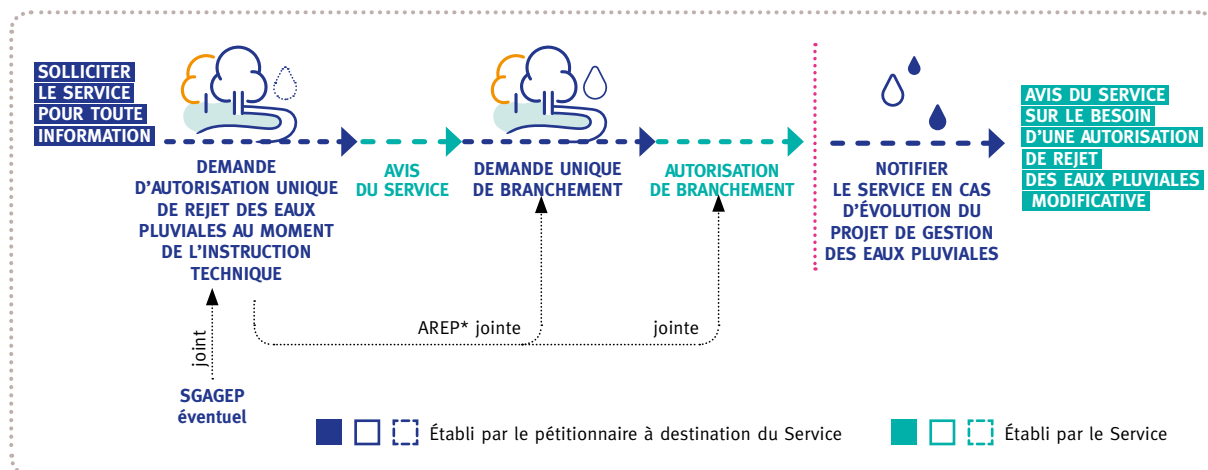 SOLLICITER
LE SERVICE
POUR TOUTE
INFORMATION
DEMANDE
D'AUTORISATION UNIQUE
DE REJET DES EAUX
PLUVIALES AU MOMENT
DE L'INSTRUCTION
TECHNIQUE
AVIS
DU SERVICE
DEMANDE UNIQUE
DE BRANCHEMENT
AUTORISATION
DE BRANCHEMENT
NOTIFIER
LE SERVICE EN CAS
D'ÉVOLUTION DU
PROJET DE GESTION
DES EAUX PLUVIALES
AVIS DU SERVICE
SUR LE BESOIN
D'UNE AUTORISATION
DE REJET
DES EAUX PLUVIALES
MODIFICATIVE
joint
AREP* jointe
jointe
SGAGEP
éventuel
Établi par le pétitionnaire à destination du Service
Établi par le Service